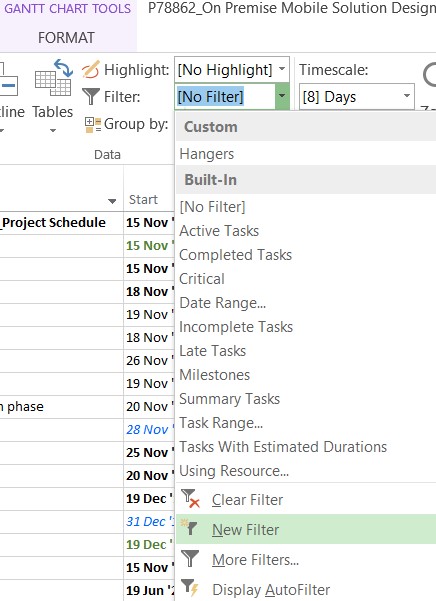 GANTT CHART TOOLS P78862_On Premise Mobile Solution Design
FORMAT
Highlight: [No Highlight] Timescale:
Tables Filter: [No Filter] [8] Days
Group by:
Data
Custom
Hangers
Built-In
[No Filter]
Active Tasks
Completed Tasks
Critical
Date Range...
Incomplete Tasks
Late Tasks
Milestones
Summary Tasks
Task Range...
Tasks With Estimated Durations
Using Resource...
Clear Filter
New Filter
More Filters...
Display AutoFilter
Start
_Project Schedule 15 Nov '
15 Nov '
15 Nov '
18 Nov '
19 Nov '
18 Nov '
26 Nov '
19 Nov '
phase 20 Nov '
28 Nov '
25 Nov '
20 Nov '
19 Dec '
31 Dec '
19 Dec '
15 Nov '
19 Jun '